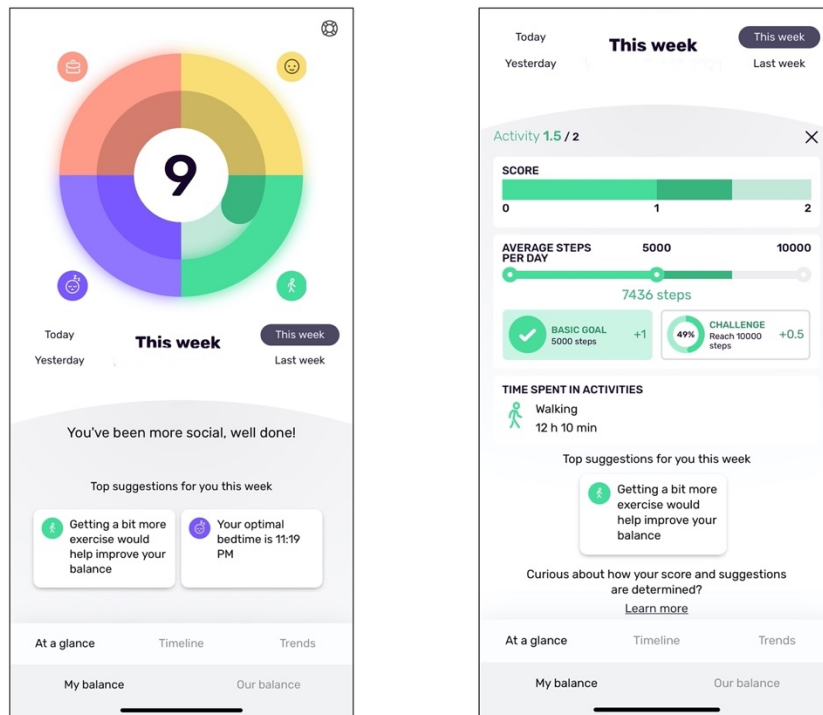 9
Today
This week
This week
Yesterday
Last week
You've been more social, well done!
Top suggestions for you this week
Getting a bit more
exercise would
help improve your
balance
Your optimal
bedtime is 11:19
PM
At a glance
Timeline
Trends
My balance
Our balance
Today
This week
This week
Yesterday
Last week
Activity 1.5 / 2
SCORE
0 1 2
AVERAGE STEPS
PER DAY
5000
10000
7436 steps
BASIC GOAL
5000 steps
+1
49%
CHALLENGE
Reach 10000
steps
+0.5
TIME SPENT IN ACTIVITIES
Walking
12 h 10 min
Top suggestions for you this week
Getting a bit more
exercise would
help improve your
balance
Curious about how your score and suggestions
are determined?
Learn more
At a glance
Timeline
Trends
My balance
Our balance